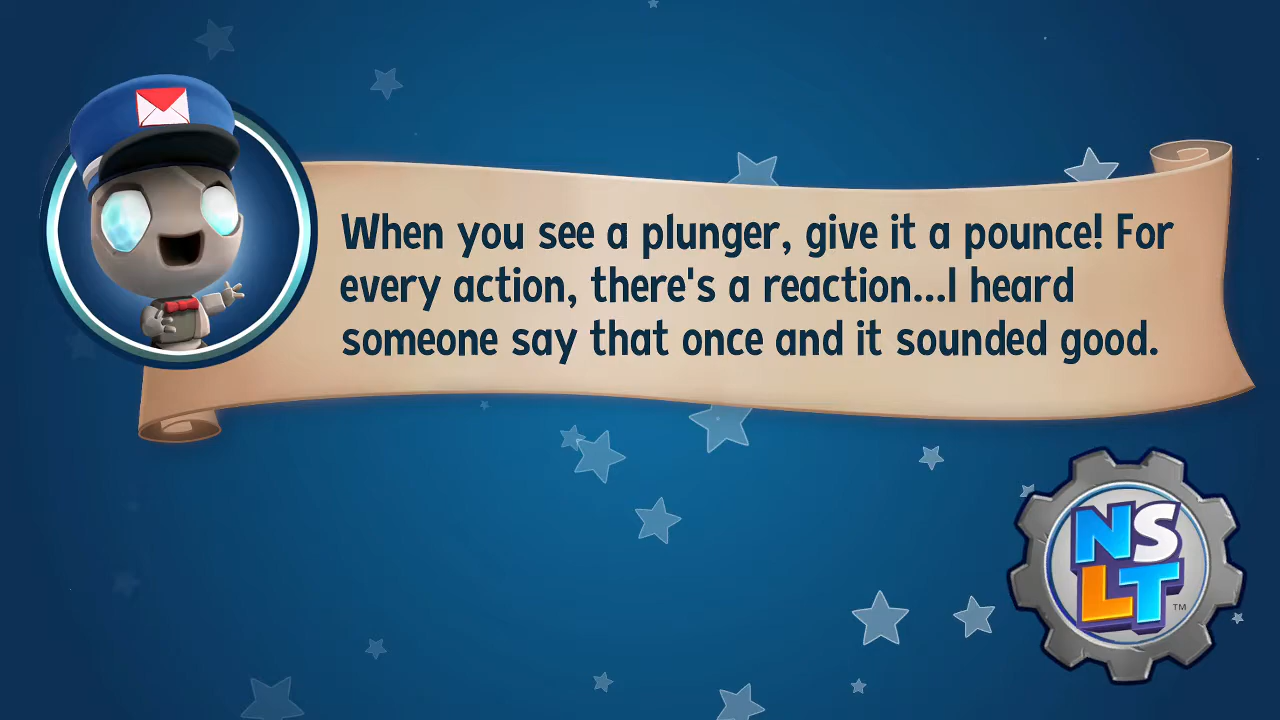 When you see a plunger, give it a pounce! For
every action, there's a reaction...I heard
someone say that once and it sounded good.
NS
LT
TM